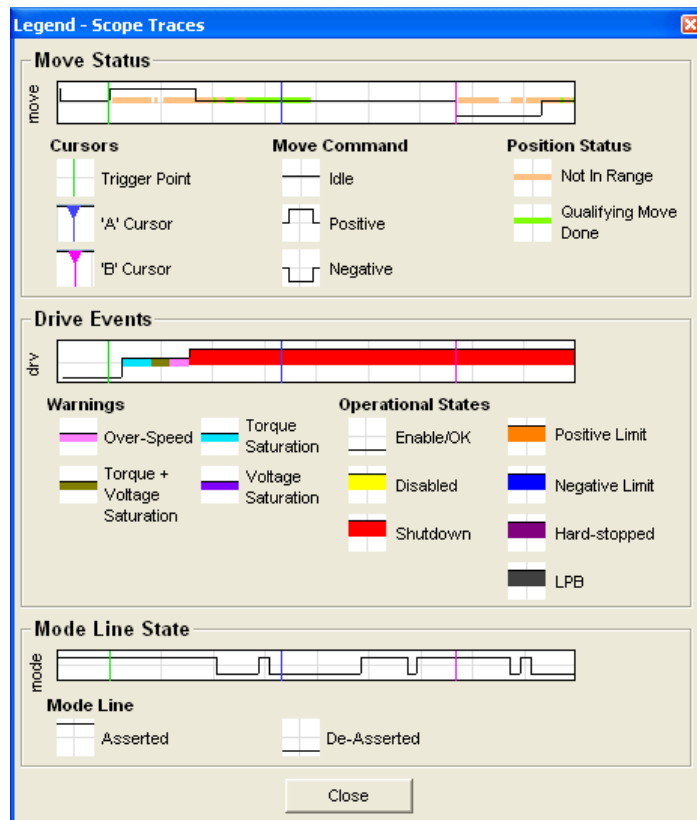 Legend - Scope Traces
Move Status
move
Cursors
Trigger Point
'A' Cursor
'B' Cursor
Move Command
Idle
Positive
Negative
Position Status
Not In Range
Qualifying Move
Done
Drive Events
drv
Warnings
Over-Speed
Torque +
Voltage
Saturation
Torque
Saturation
Voltage
Saturation
Operational States
Enable/OK
Disabled
Shutdown
Positive Limit
Negative Limit
Hard-stopped
LPB
Mode Line State
mode
Mode Line
Asserted
De-Asserted
Close